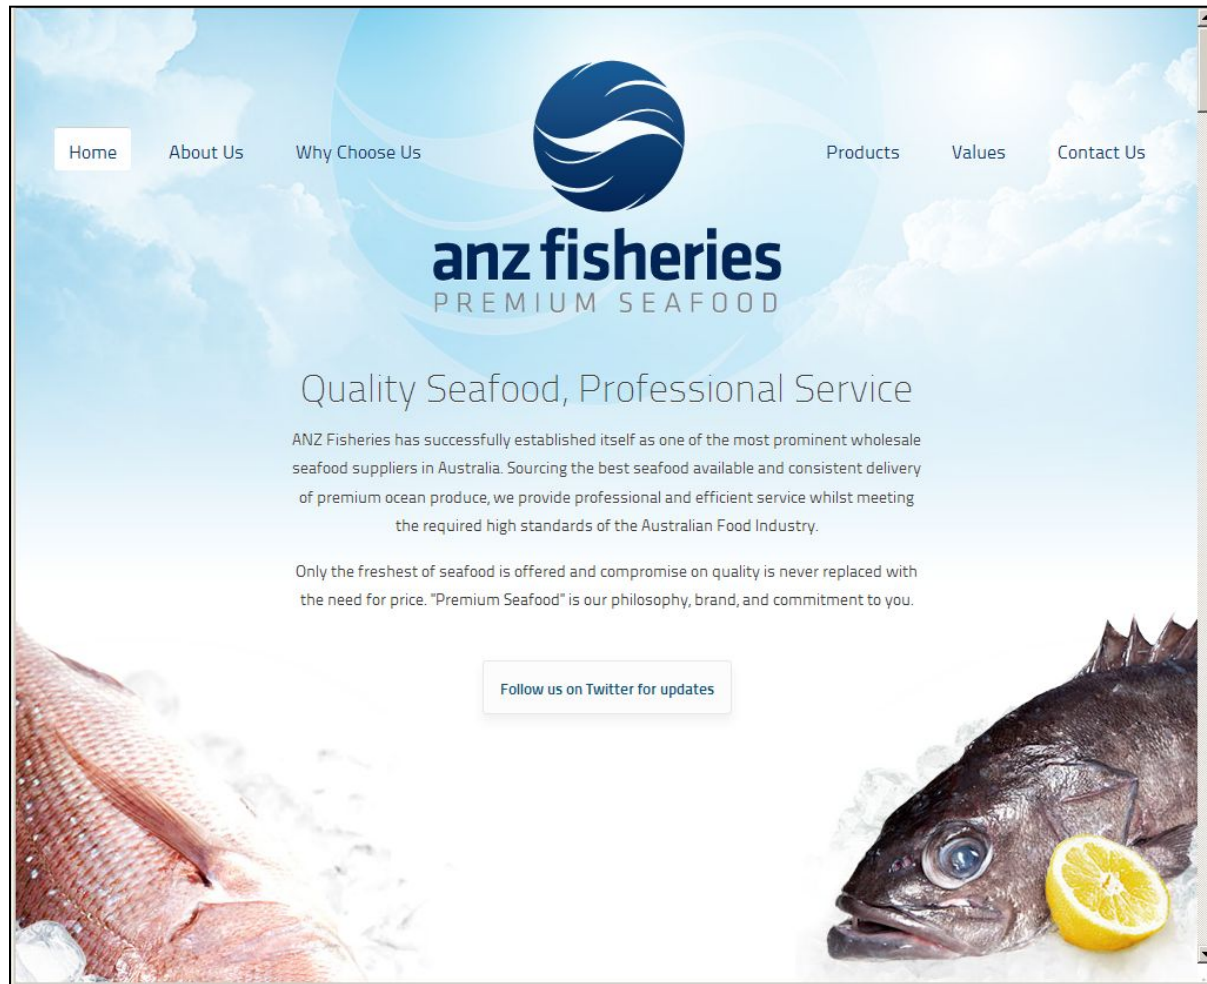 Home
About Us
Why Choose Us
Products
Values
Contact Us
anz fisheries
PREMIUM SEAFOOD
Quality Seafood, Professional Service
ANZ Fisheries has successfully established itself as one of the most prominent wholesale
seafood suppliers in Australia. Sourcing the best seafood available and consistent delivery
of premium ocean produce, we provide professional and efficient service whilst meeting
the required high standards of the Australian Food Industry.
Only the freshest of seafood is offered and compromise on quality is never replaced with
the need for price. "Premium Seafood" is our philosophy, brand, and commitment to you.
Follow us on Twitter for updates